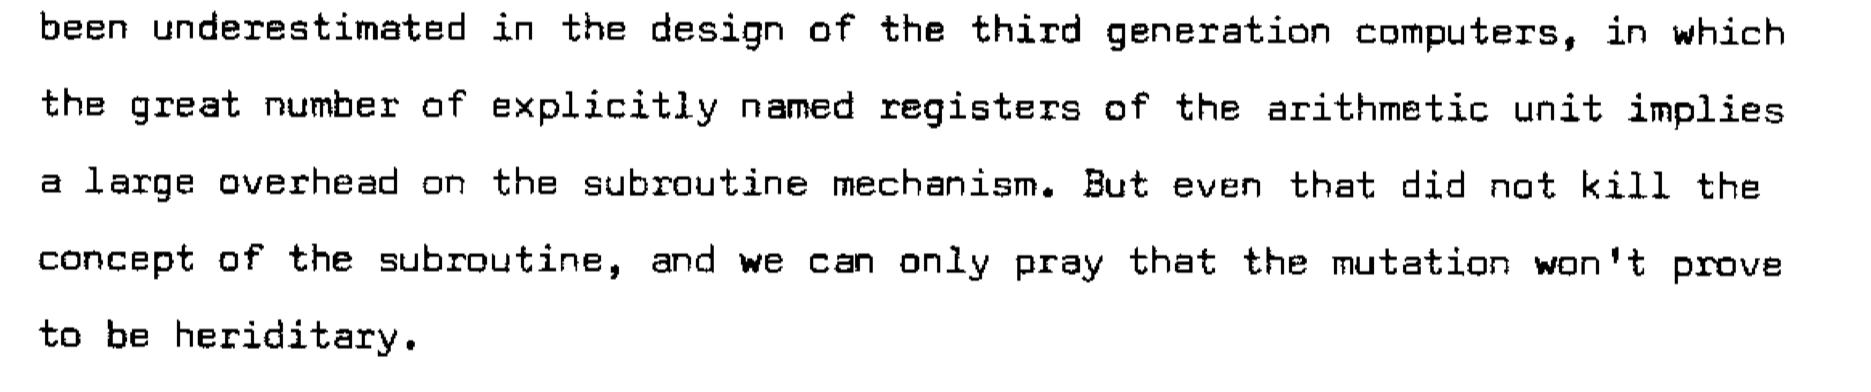 been underestimated in the design of the third generation computers, in which
the great number of explicitly named registers of the arithmetic unit implies
a large overhead on the subroutine mechanism. But even that did not kill the
concept of the subroutine, and we can only pray that the mutation won't prove
to be heriditary.